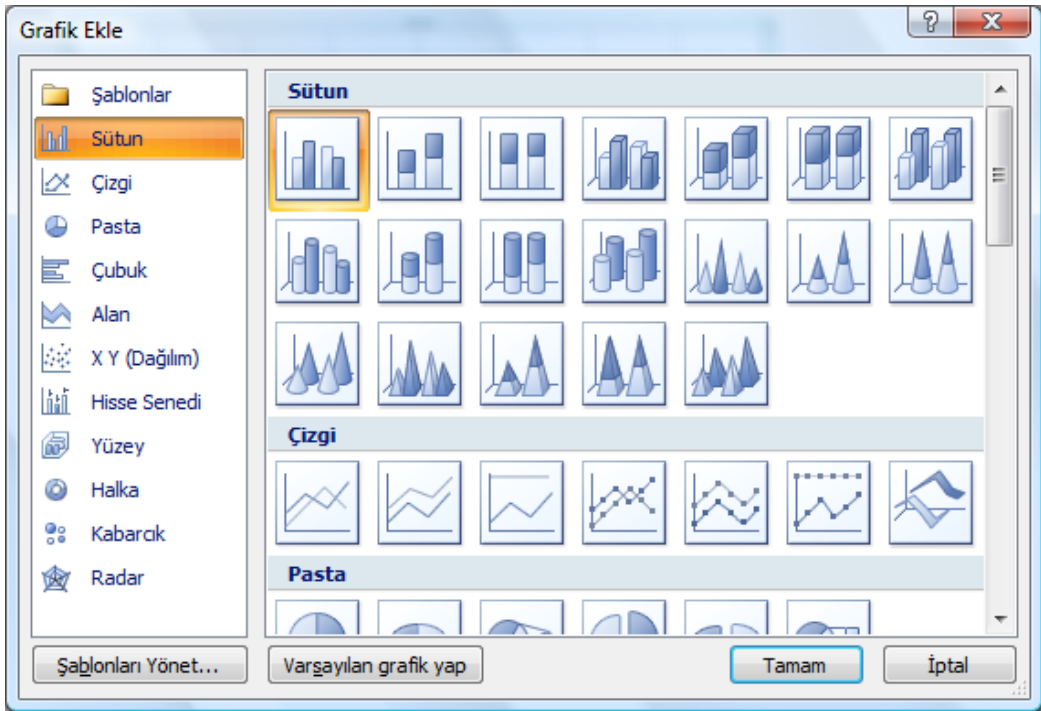 Grafik Ekle
Şablonlar
Sütun
Çizgi
Pasta
Çubuk
Alan
X Y (Dağılım)
Hisse Senedi
Yüzey
Halka
Kabarcık
Radar
Sütun
Çizgi
Pasta
Şablonları Yönet...
Varsayılan grafik yap
Tamam
İptal